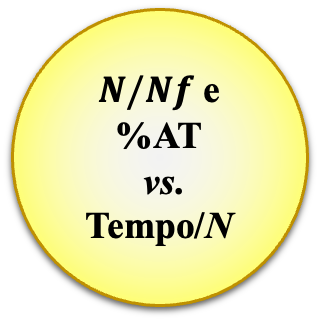 N/Nf e
%AT
vs.
Tempo/N